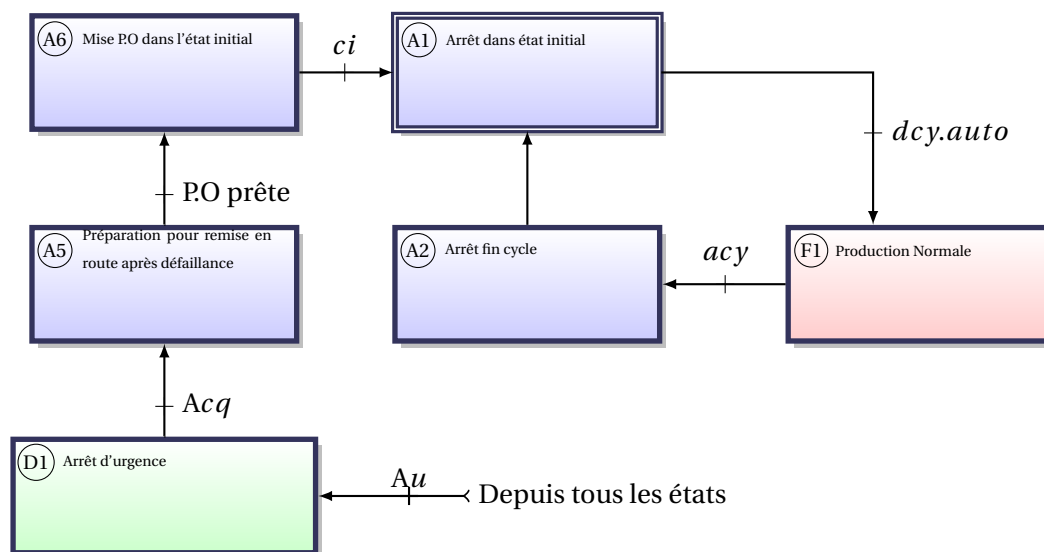 A6 Mise P.O dans l'état initial
ci
A1 Arrêt dans état initial
dcy.auto
P.O prête
A5 Préparation pour remise en
route après défaillance
A2 Arrêt fin cycle
acy
F1 Production Normale
Acq
D1 Arrêt d'urgence
Au
Depuis tous les états